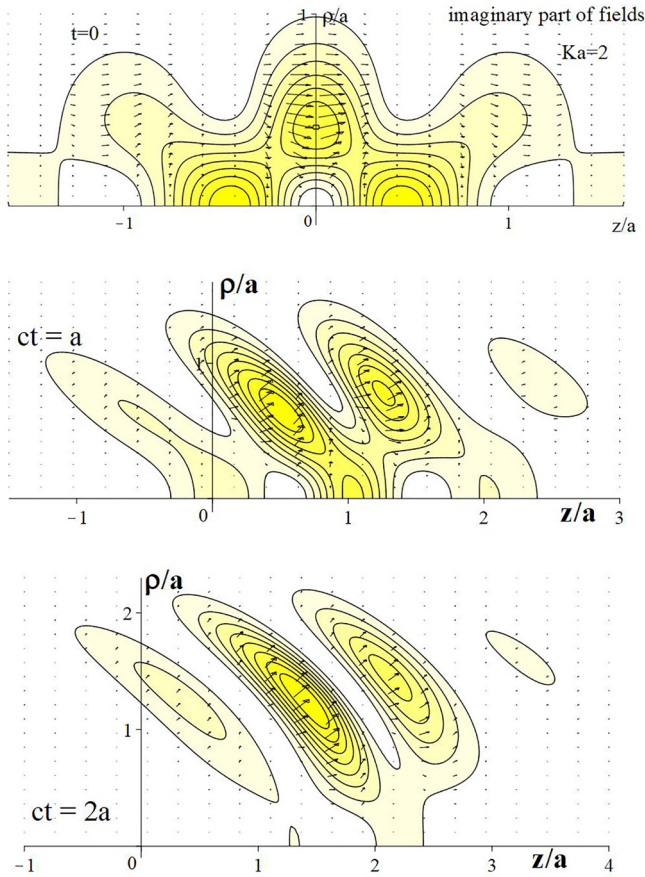 1 ρ/a imaginary part of fields
t=0
Ka=2
−1 0 1 z/a
ρ/a
ct = a
1
−1 0 1 2 3
z/a
ρ/a
2
1
ct = 2a
−1 0 1 2 3 4
z/a